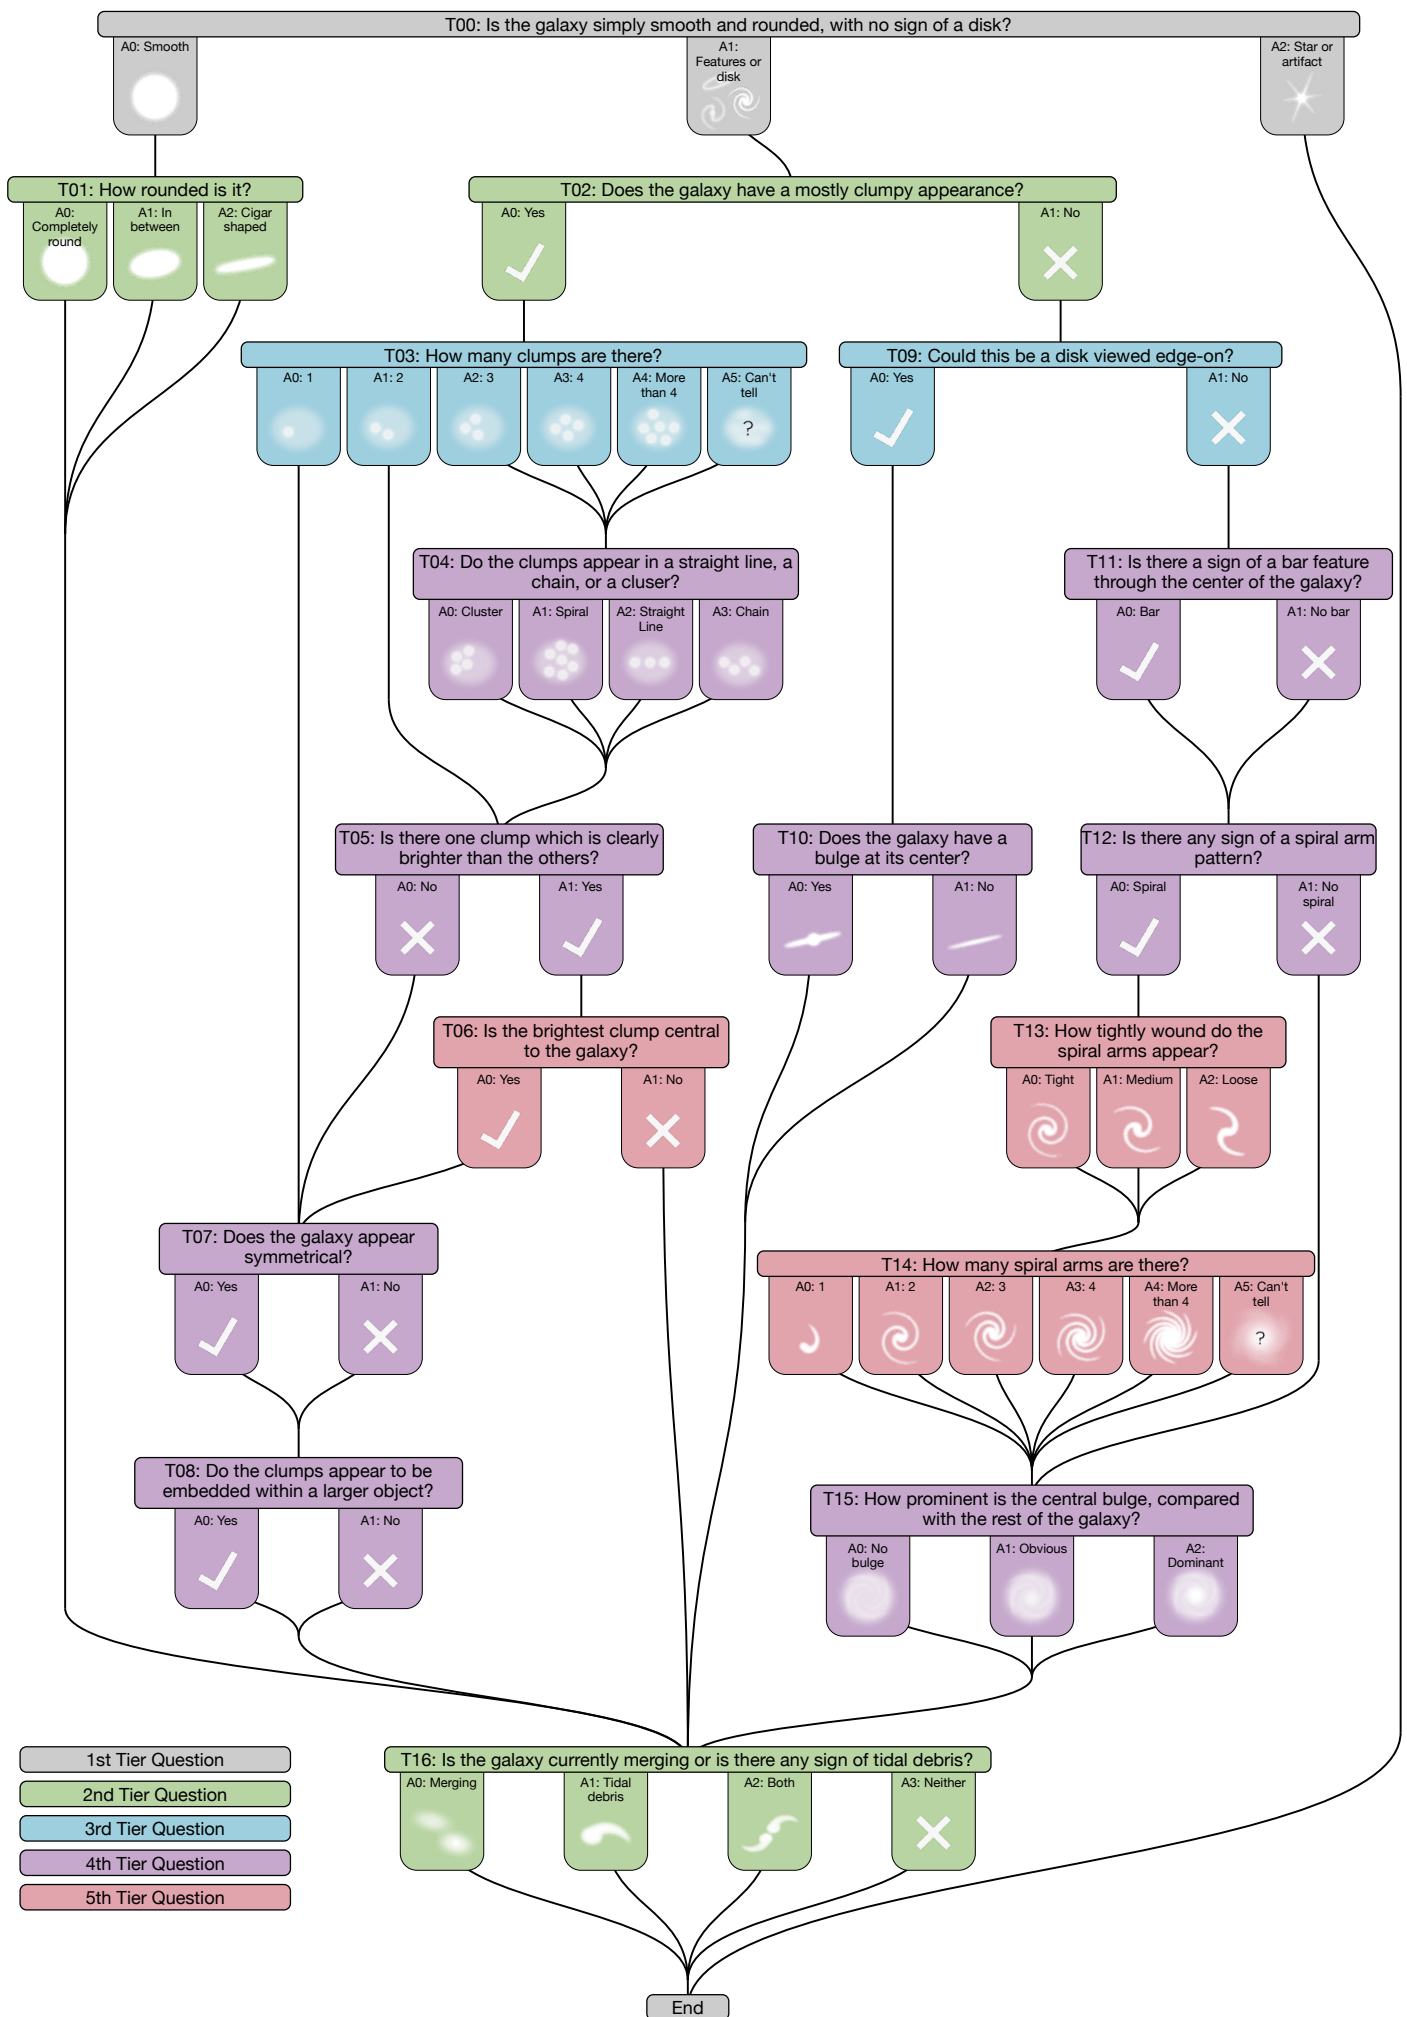 T00: Is the galaxy simply smooth and rounded, with no sign of a disk?
A0: Smooth
A1:
Features or
disk
A2: Star or
artifact
T01: How rounded is it?
A0:
Completely
round
A1: In
between
A2: Cigar
shaped
T02: Does the galaxy have a mostly clumpy appearance?
A0: Yes
A1: No
T03: How many clumps are there?
A0: 1
A1: 2
A2: 3
A3: 4
A4: More
than 4
A5: Can't
tell
?
T09: Could this be a disk viewed edge-on?
A0: Yes
A1: No
T04: Do the clumps appear in a straight line, a
chain, or a cluser?
A0: Cluster
A1: Spiral
A2: Straight
Line
A3: Chain
T11: Is there a sign of a bar feature
through the center of the galaxy?
A0: Bar
A1: No bar
T05: Is there one clump which is clearly
brighter than the others?
A0: No
A1: Yes
T10: Does the galaxy have a
bulge at its center?
A0: Yes
A1: No
T12: Is there any sign of a spiral arm
pattern?
A0: Spiral
A1: No
spiral
T06: Is the brightest clump central
to the galaxy?
A0: Yes
A1: No
T13: How tightly wound do the
spiral arms appear?
A0: Tight
A1: Medium
A2: Loose
T07: Does the galaxy appear
symmetrical?
A0: Yes
A1: No
T14: How many spiral arms are there?
A0: 1
A1: 2
A2: 3
A3: 4
A4: More
than 4
A5: Can't
tell
?
T08: Do the clumps appear to be
embedded within a larger object?
A0: Yes
A1: No
T15: How prominent is the central bulge, compared
with the rest of the galaxy?
A0: No
bulge
A1: Obvious
A2:
Dominant
T16: Is the galaxy currently merging or is there any sign of tidal debris?
A0: Merging
A1: Tidal
debris
A2: Both
A3: Neither
1st Tier Question
2nd Tier Question
3rd Tier Question
4th Tier Question
5th Tier Question
End